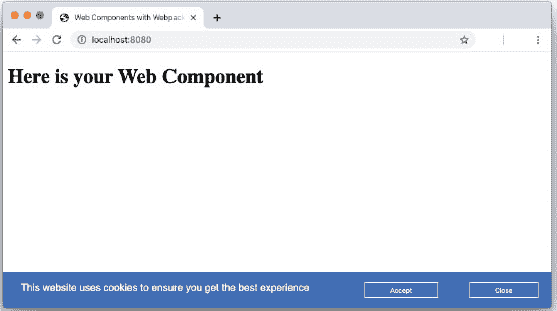 Web Components with Webpack
localhost:8080
Here is your Web Component
This website uses cookies to ensure you get the best experience
Accept
Close